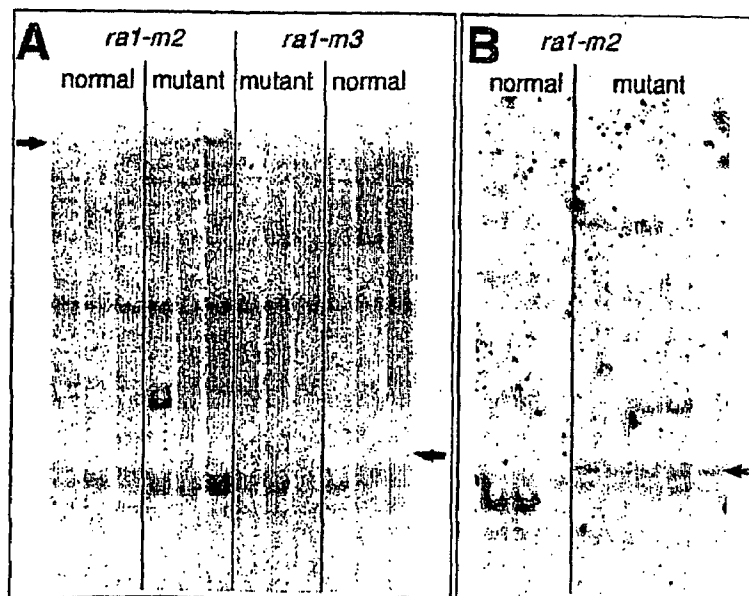 A
ra1-m2 ra1-m3
normal mutant mutant normal
B
ra1-m2
normal mutant